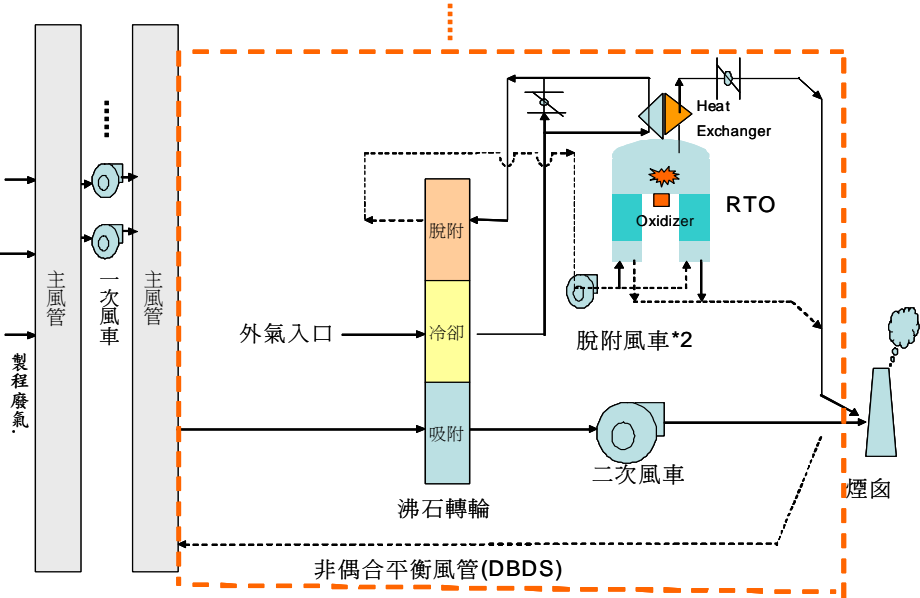 主風管
一次風車
主風管
製程廢氣.
外氣入口
脫附
冷卻
吸附
沸石轉輪
Heat
Exchanger
RTO
Oxidizer
脫附風車*2
二次風車
煙囪
非偶合平衡風管(DBDS)